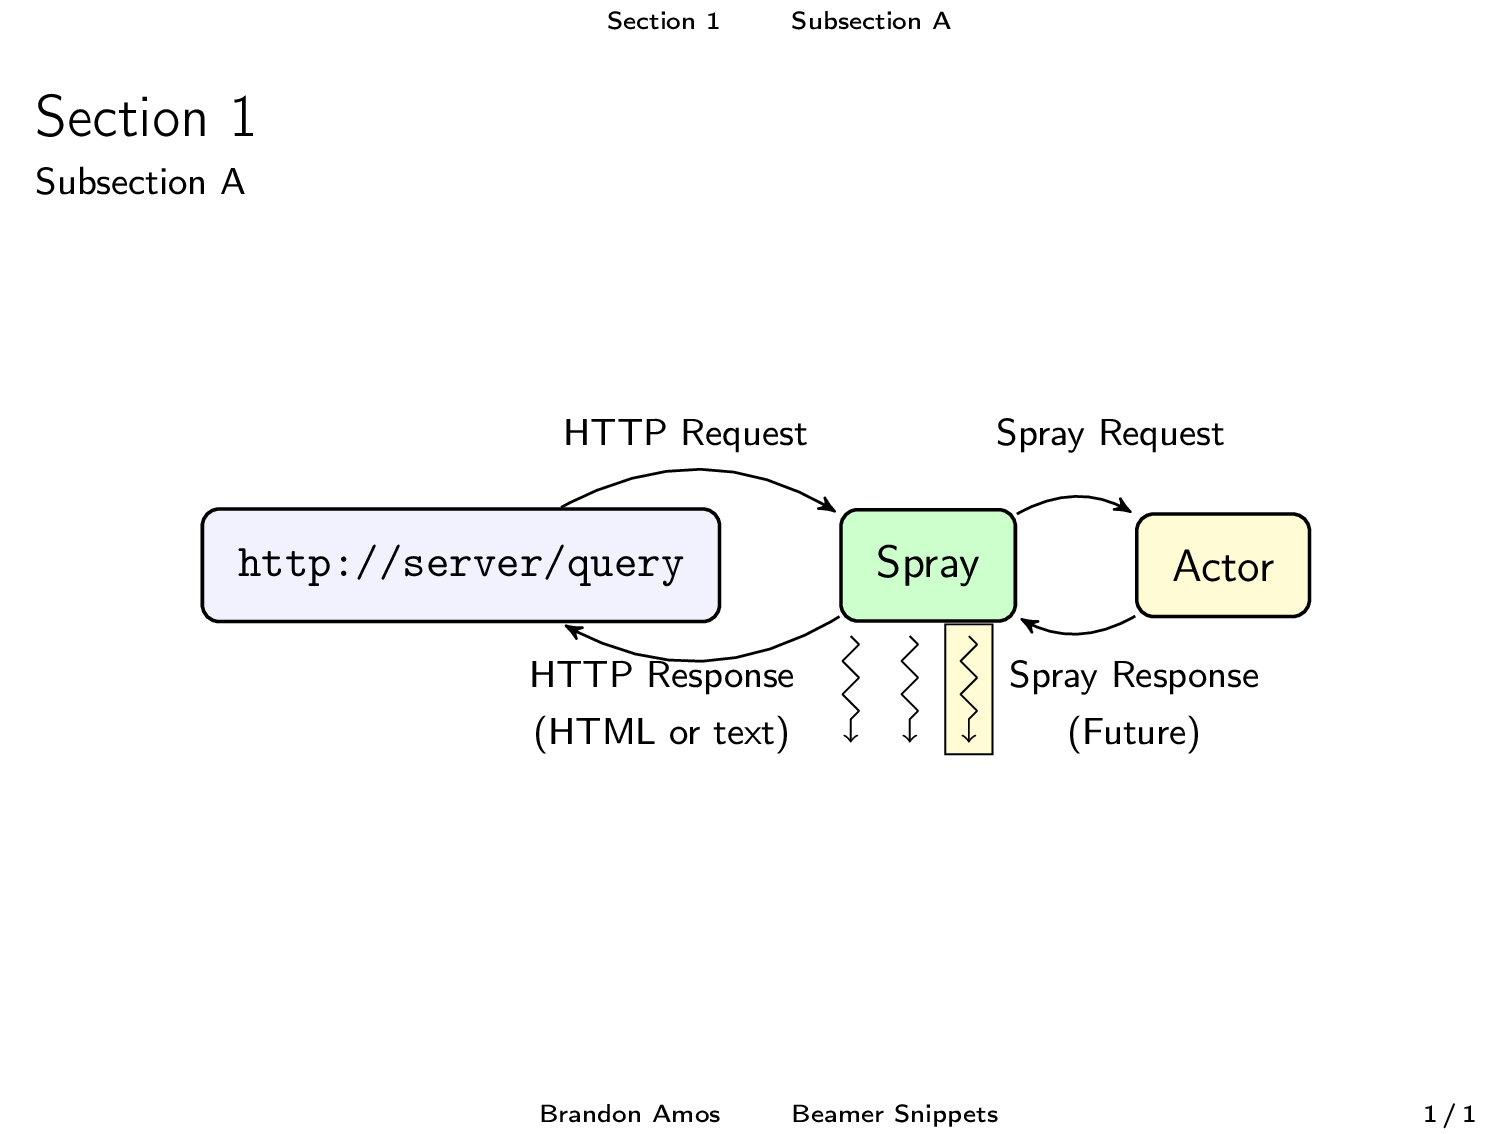 Section 1 Subsection A
Section 1
Subsection A
HTTP Request
Spray Request
http://server/query
Spray
Actor
HTTP Response
(HTML or text)
Spray Response
(Future)
Brandon Amos Beamer Snippets 1 / 1